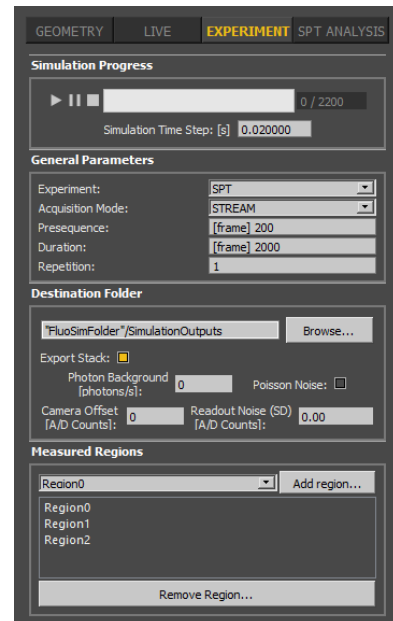 GEOMETRY LIVE EXPERIMENT SPT ANALYSIS
Simulation Progress
0 / 2200
Simulation Time Step: [s] 0.020000
General Parameters
Experiment: SPT
Acquisition Mode: STREAM
Presequence: [frame] 200
Duration: [frame] 2000
Repetition: 1
Destination Folder
"FluoSimFolder"/SimulationOutputs Browse...
Export Stack:
Photon Background
[photons/s]: 0 Poisson Noise:
Camera Offset
[A/D Counts]: 0 Readout Noise (SD)
[A/D Counts]: 0.00
Measured Regions
Region0 Add region...
Region0
Region1
Region2
Remove Region...